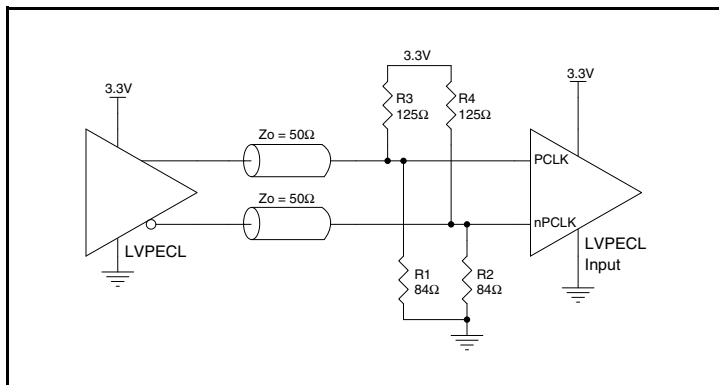 3.3V
3.3V
3.3V
R3
125Ω
R4
125Ω
Zo = 50Ω
PCLK
Zo = 50Ω
nPCLK
LVPECL
LVPECL
Input
R1
84Ω
R2
84Ω